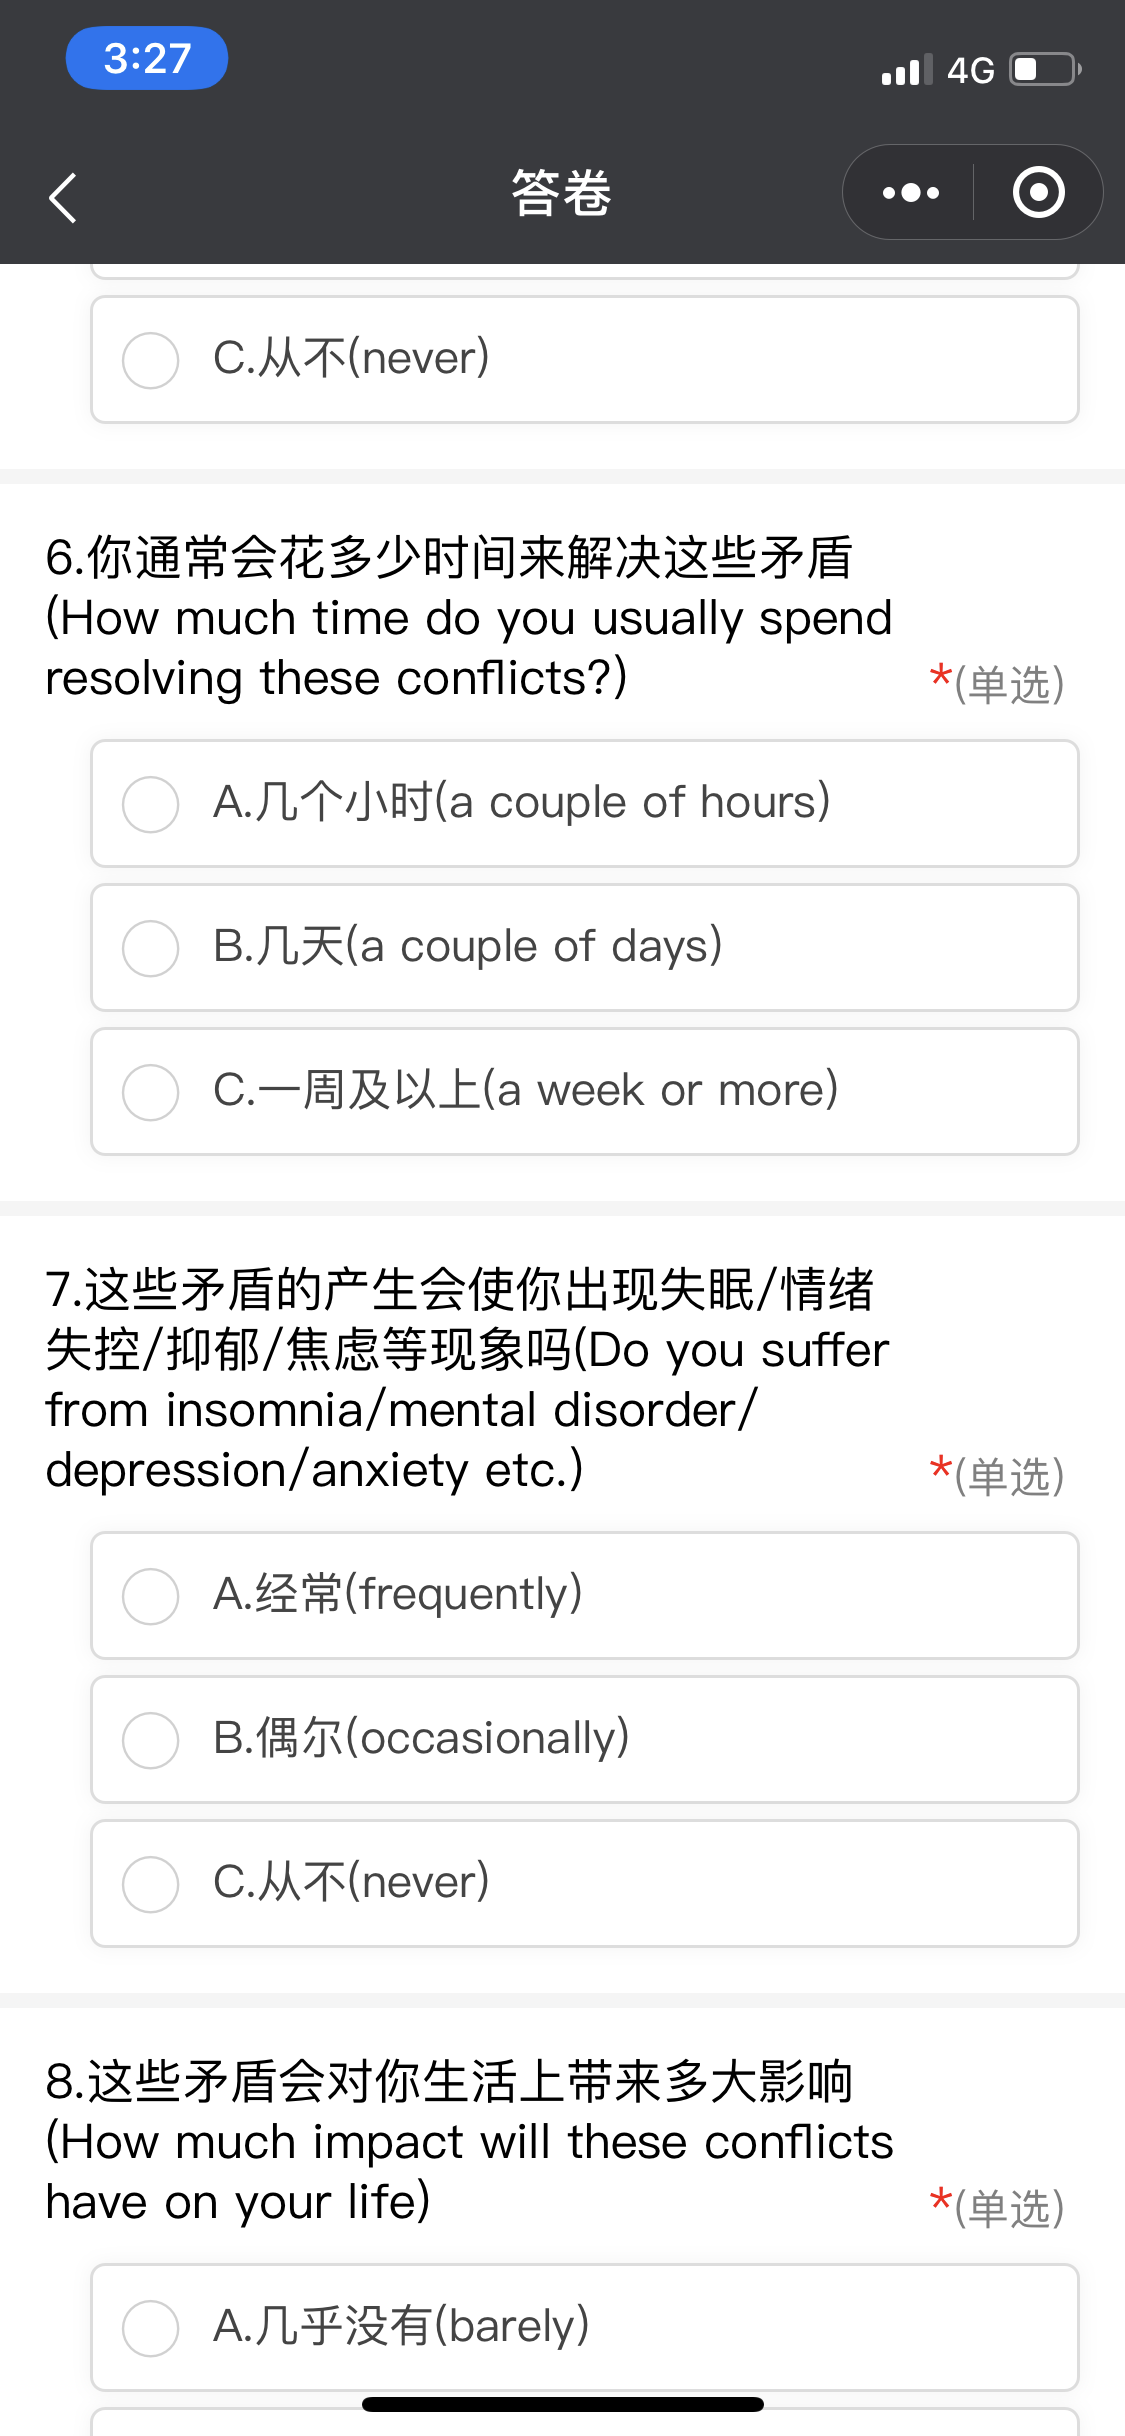 3:27
4G
答卷
C.从不(never)
6.你通常会花多少时间来解决这些矛盾
(How much time do you usually spend
resolving these conflicts?)
*(单选)
A.几个小时(a couple of hours)
B.几天(a couple of days)
C.一周及以上(a week or more)
7.这些矛盾的产生会使你出现失眠/情绪
失控/抑郁/焦虑等现象吗(Do you suffer
from insomnia/mental disorder/
depression/anxiety etc.)
*(单选)
A.经常(frequently)
B.偶尔(occasionally)
C.从不(never)
8.这些矛盾会对你生活上带来多大影响
(How much impact will these conflicts
have on your life)
*(单选)
A.几乎没有(barely)